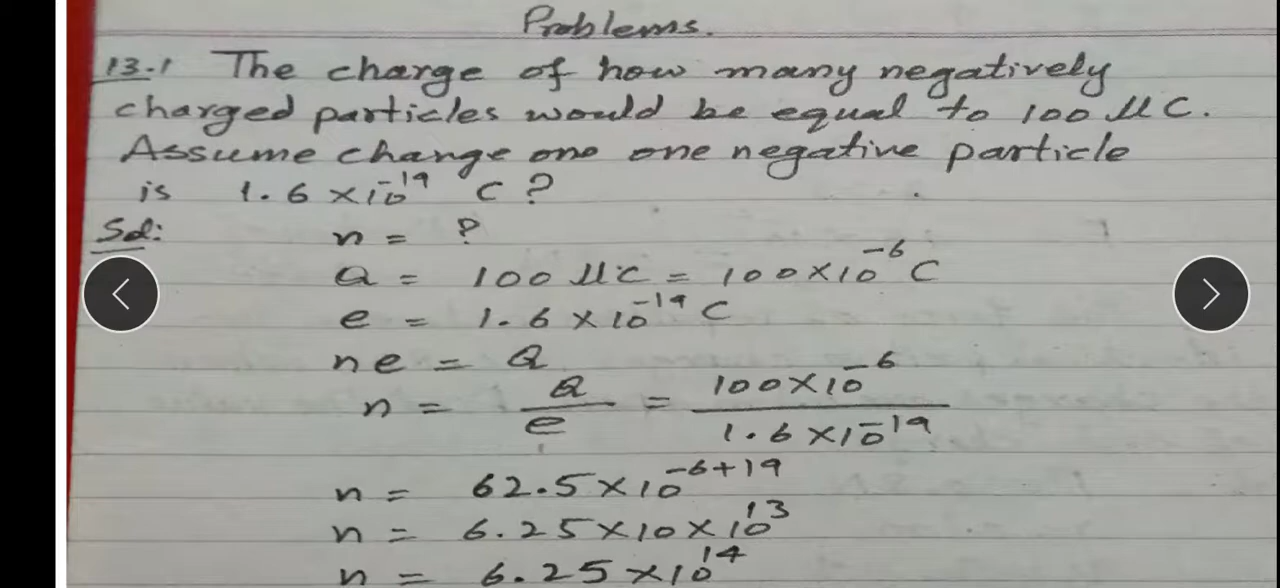 Problems.
13.1 The charge of how many negatively
charged particles would be equal to 100 μC.
Assume change one one negative particle
is 1.6 × 10⁻¹⁹ C ?
Sol:
n = ?
Q = 100 μC = 100×10⁻⁶ C
e = 1.6 × 10⁻¹⁹ C
ne = Q
n = Q/e = 100×10⁻⁶/1.6×10⁻¹⁹
n = 62.5×10⁻⁶⁺¹⁹
n = 6.25×10×10¹³
n = 6.25×10¹⁴